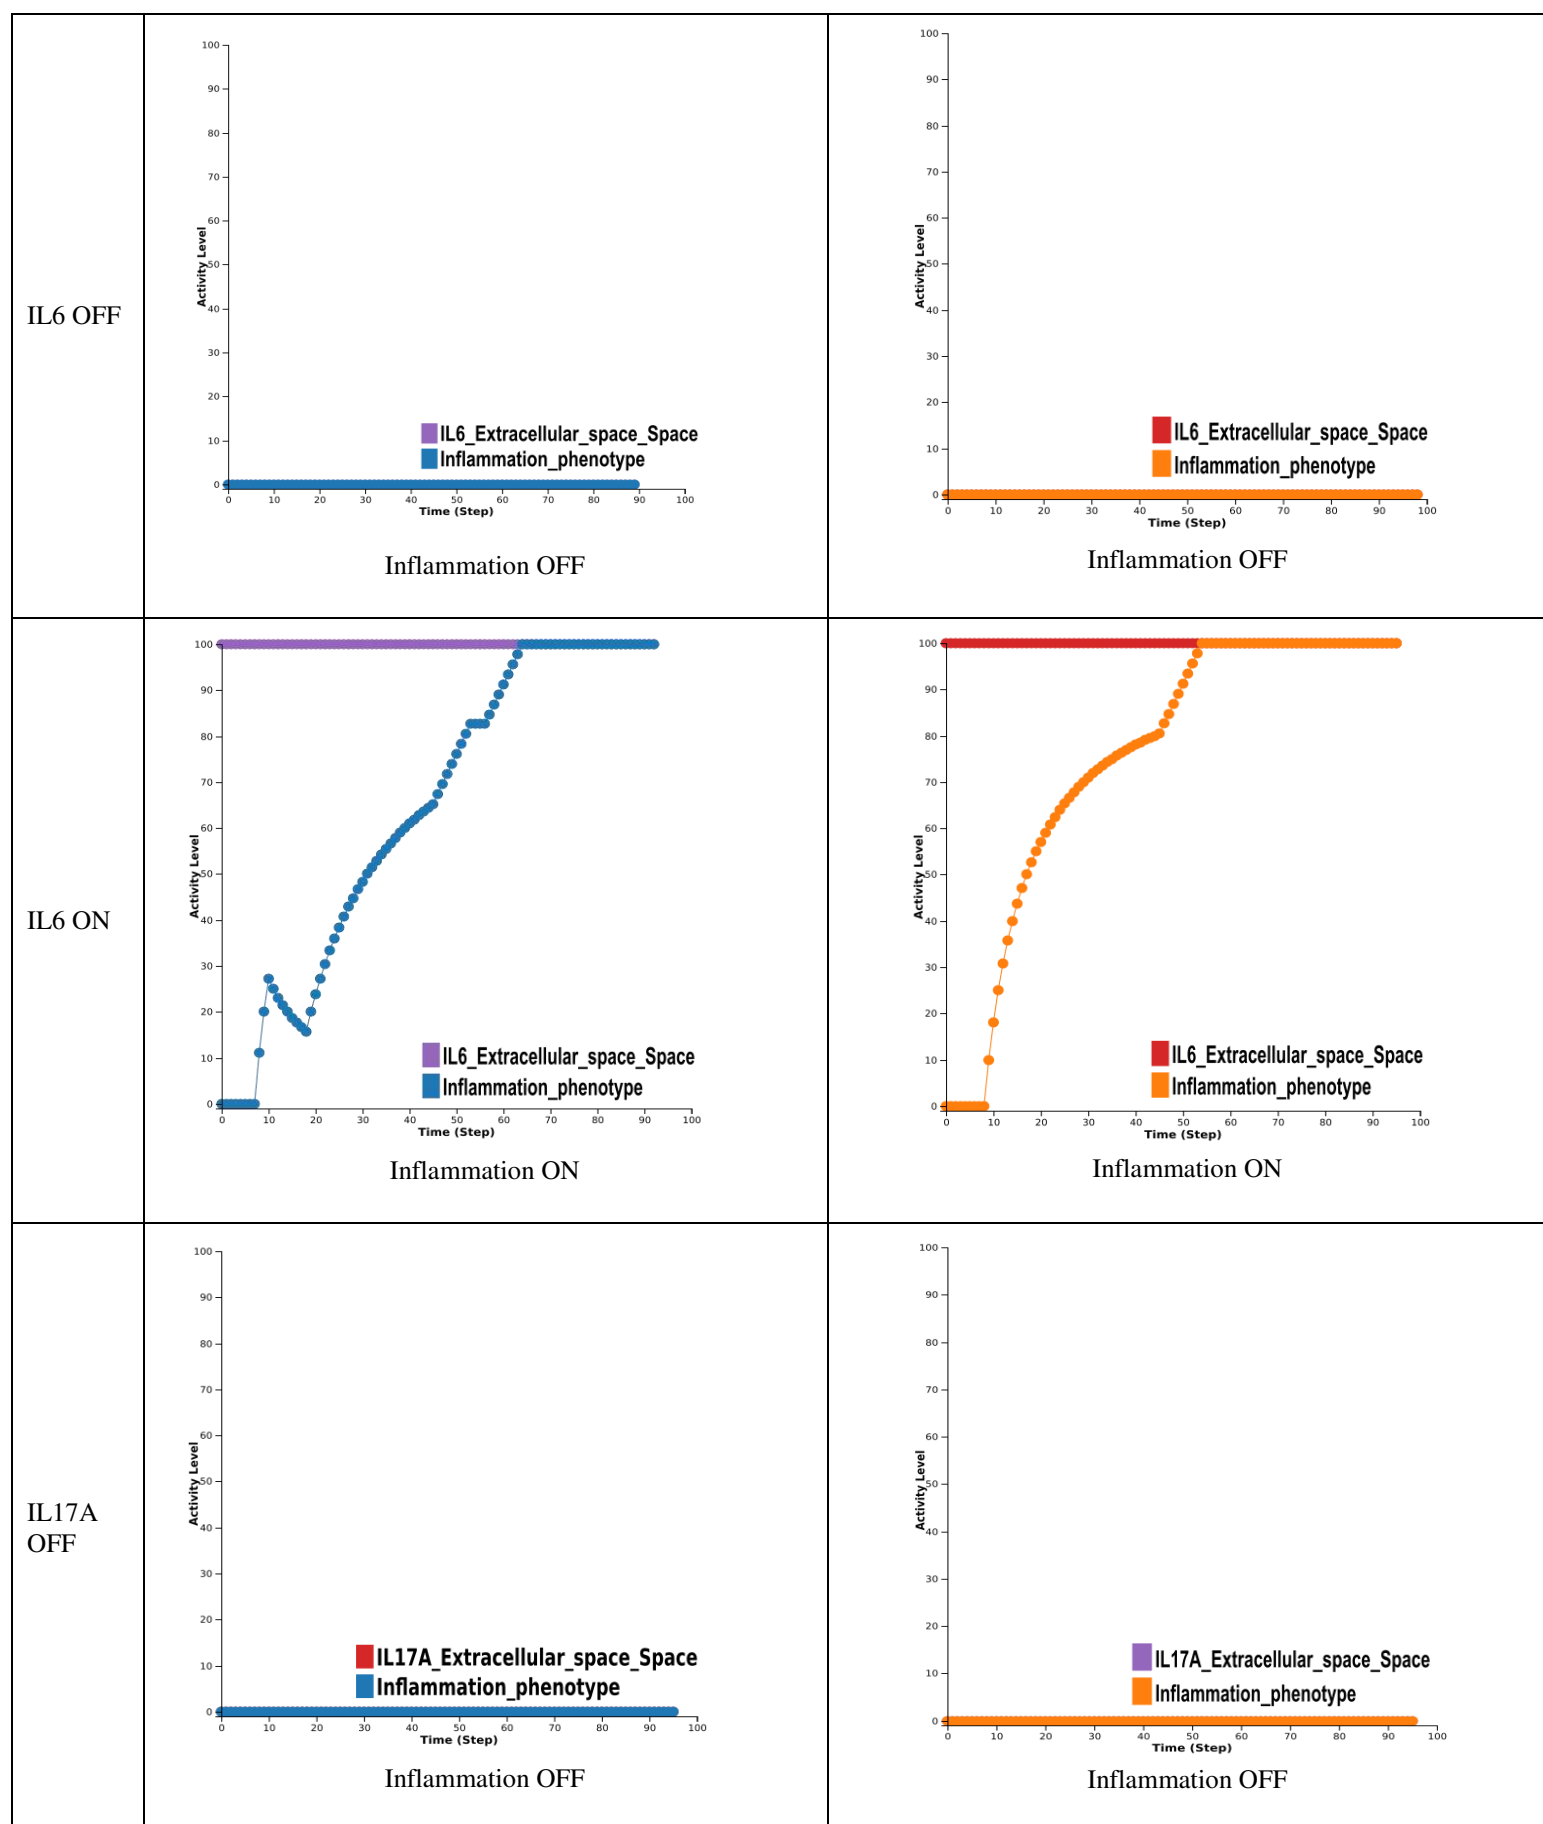 IL6 OFF
100
90
80
70
60
50
40
30
20
10
0
Activity Level
IL6_Extracellular_space_Space
Inflammation_phenotype
0 10 20 30 40 50 60 70 80 90 100
Time (Step)
Inflammation OFF
100
90
80
70
60
50
40
30
20
10
0
Activity Level
IL6_Extracellular_space_Space
Inflammation_phenotype
0 10 20 30 40 50 60 70 80 90 100
Time (Step)
Inflammation OFF
IL6 ON
100
90
80
70
60
50
40
30
20
10
0
Activity Level
IL6_Extracellular_space_Space
Inflammation_phenotype
0 10 20 30 40 50 60 70 80 90 100
Time (Step)
Inflammation ON
100
90
80
70
60
50
40
30
20
10
0
Activity Level
IL6_Extracellular_space_Space
Inflammation_phenotype
0 10 20 30 40 50 60 70 80 90 100
Time (Step)
Inflammation ON
IL17A
OFF
100
90
80
70
60
50
40
30
20
10
0
Activity Level
IL17A_Extracellular_space_Space
Inflammation_phenotype
0 10 20 30 40 50 60 70 80 90 100
Time (Step)
Inflammation OFF
100
90
80
70
60
50
40
30
20
10
0
Activity Level
IL17A_Extracellular_space_Space
Inflammation_phenotype
0 10 20 30 40 50 60 70 80 90 100
Time (Step)
Inflammation OFF